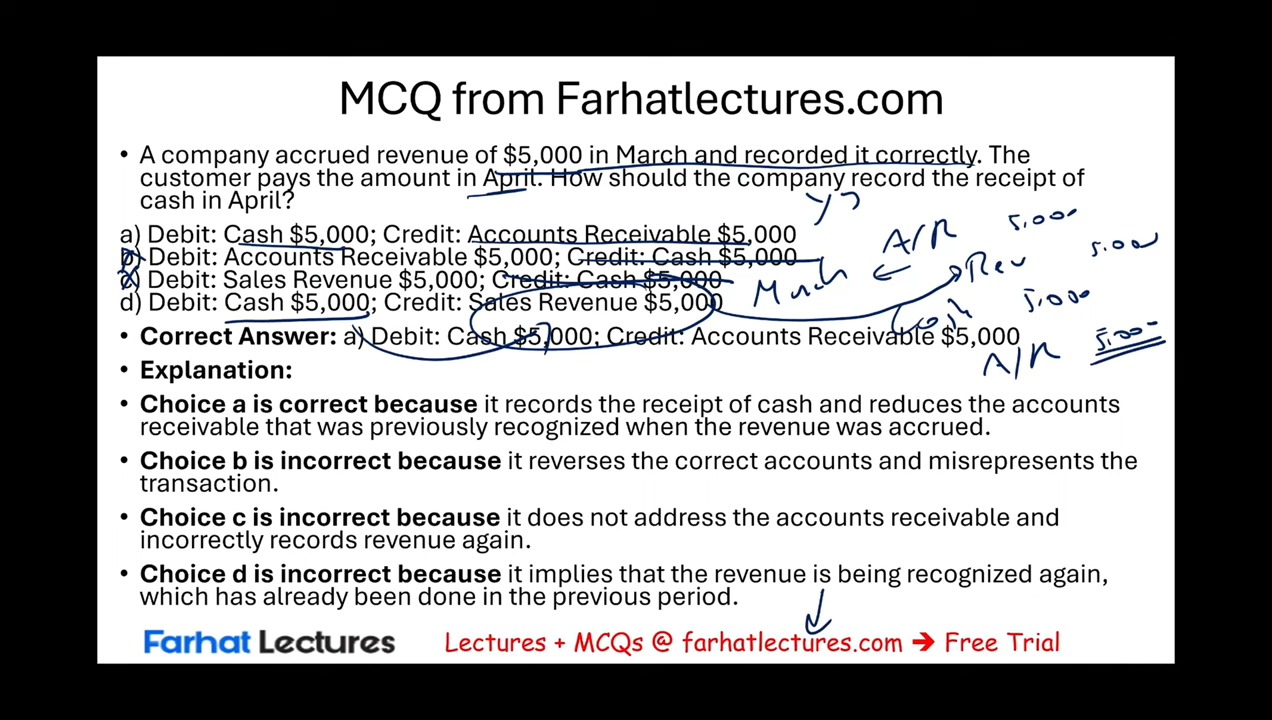 MCQ from Farhatlectures.com
• A company accrued revenue of $5,000 in March and recorded it correctly. The
customer pays the amount in April. How should the company record the receipt of
cash in April?
a) Debit: Cash $5,000; Credit: Accounts Receivable $5,000
b) Debit: Accounts Receivable $5,000; Credit: Cash $5,000
c) Debit: Sales Revenue $5,000; Credit: Cash $5,000
d) Debit: Cash $5,000; Credit: Sales Revenue $5,000
A/R 5,000
March Rev 5,000
Cash 5,000
A/R 5,000
• Correct Answer: a) Debit: Cash $5,000; Credit: Accounts Receivable $5,000
• Explanation:
• Choice a is correct because it records the receipt of cash and reduces the accounts
receivable that was previously recognized when the revenue was accrued.
• Choice b is incorrect because it reverses the correct accounts and misrepresents the
transaction.
• Choice c is incorrect because it does not address the accounts receivable and
incorrectly records revenue again.
• Choice d is incorrect because it implies that the revenue is being recognized again,
which has already been done in the previous period.
Farhat Lectures
Lectures + MCQs @ farhatlectures.com → Free Trial